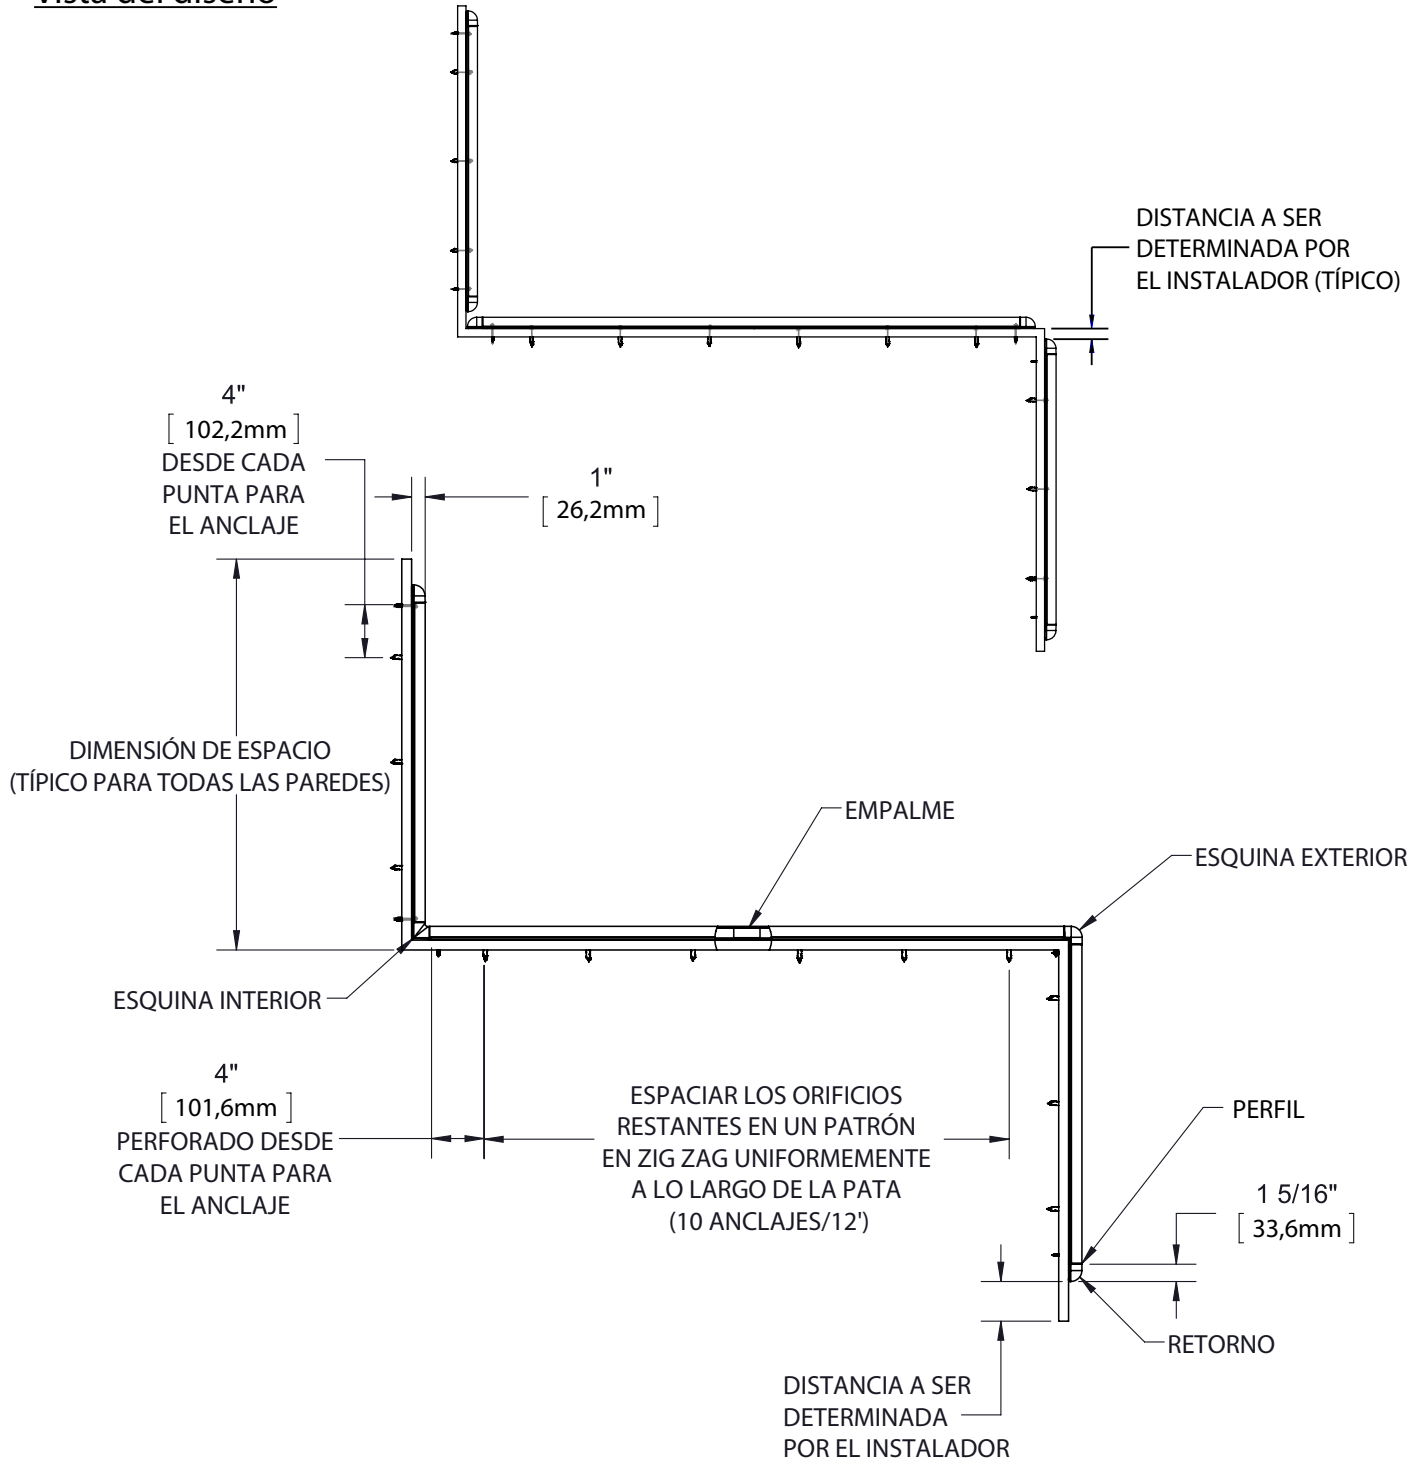 Vista del diseño
DISTANCIA A SER
DETERMINADA POR
EL INSTALADOR (TÍPICO)
4"
[ 102,2mm ]
DESDE CADA
PUNTA PARA
EL ANCLAJE
1"
[ 26,2mm ]
DIMENSIÓN DE ESPACIO
(TÍPICO PARA TODAS LAS PAREDES)
EMPALME
ESQUINA EXTERIOR
ESQUINA INTERIOR
4"
[ 101,6mm ]
PERFORADO DESDE
CADA PUNTA PARA
EL ANCLAJE
ESPACIAR LOS ORIFICIOS
RESTANTES EN UN PATRÓN
EN ZIG ZAG UNIFORMEMENTE
A LO LARGO DE LA PATA
(10 ANCLAJES/12')
PERFIL
1 5/16"
[ 33,6mm ]
RETORNO
DISTANCIA A SER
DETERMINADA
POR EL INSTALADOR